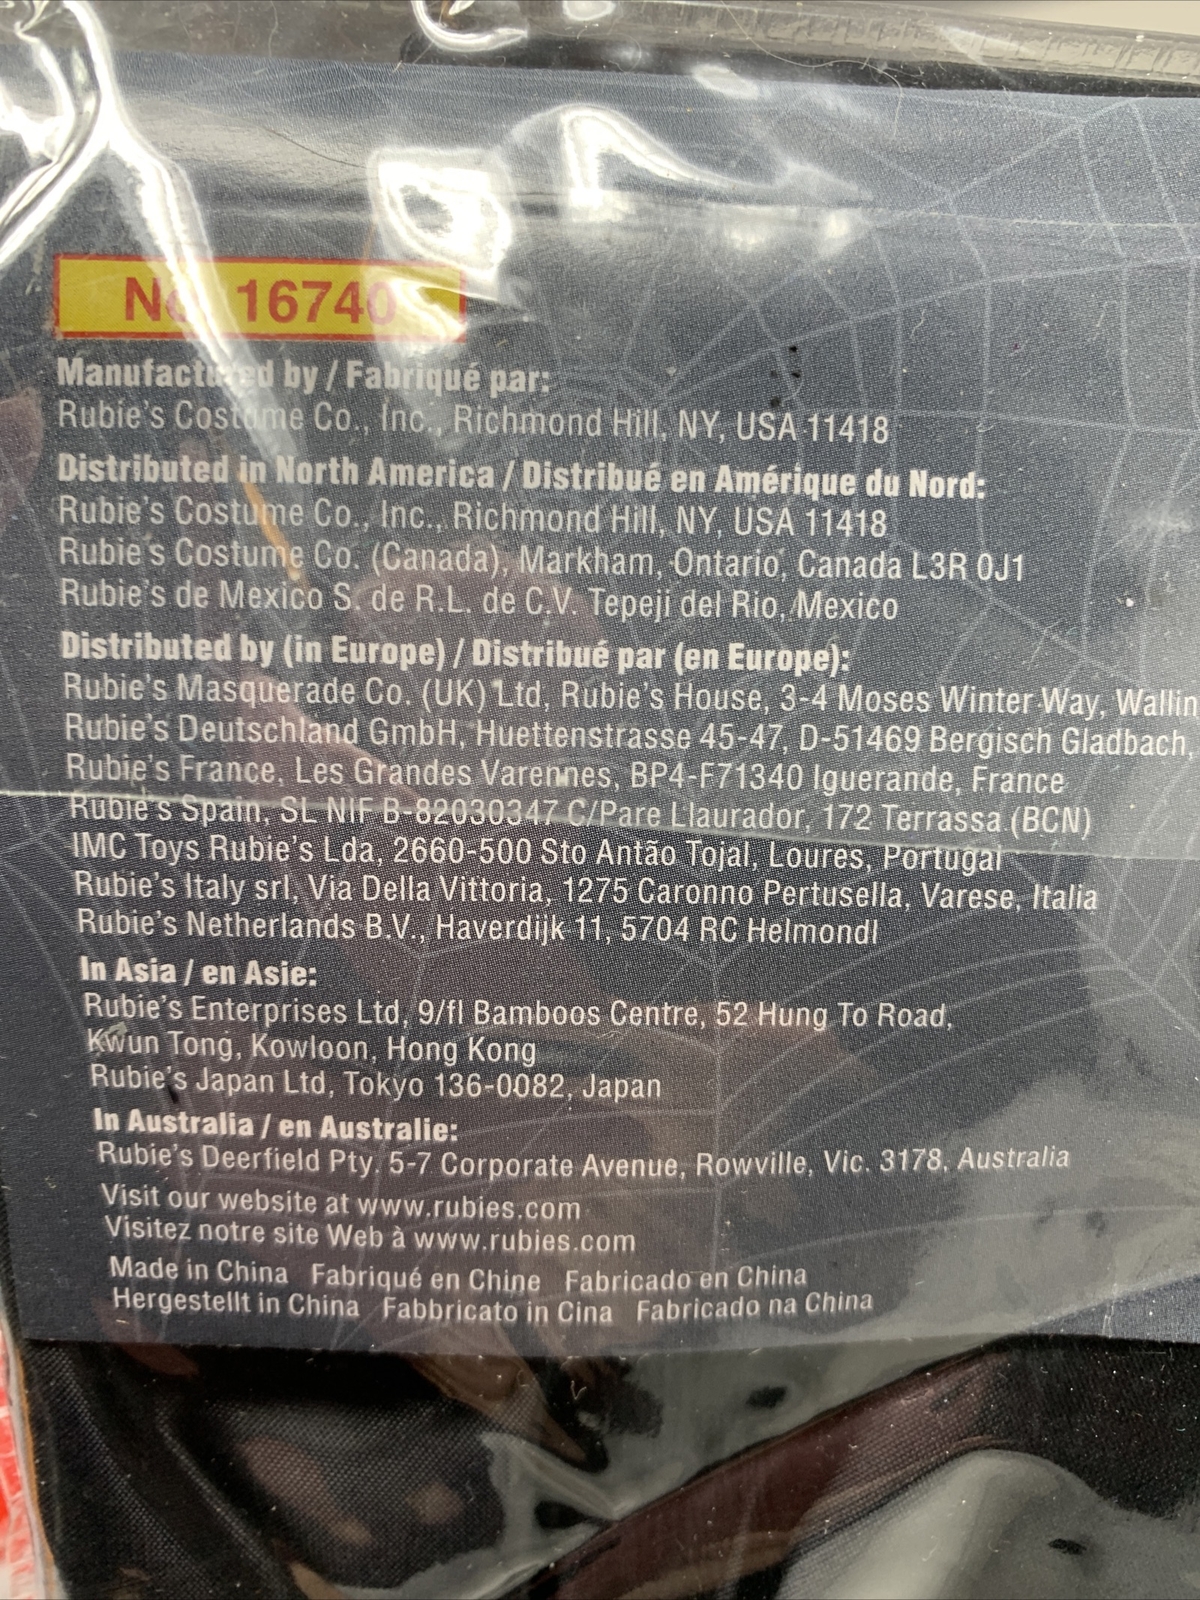 No. 16740
Manufactured by / Fabriqué par:
Rubie's Costume Co., Inc., Richmond Hill, NY, USA 11418
Distributed in North America / Distribué en Amérique du Nord:
Rubie's Costume Co., Inc., Richmond Hill, NY, USA 11418
Rubie's Costume Co. (Canada), Markham, Ontario, Canada L3R 0J1
Rubie's de Mexico S. de R.L. de C.V. Tepeji del Rio, Mexico
Distributed by (in Europe) / Distribué par (en Europe):
Rubie's Masquerade Co. (UK) Ltd, Rubie's House, 3-4 Moses Winter Way, Wallin
Rubie's Deutschland GmbH, Huettenstrasse 45-47, D-51469 Bergisch Gladbach,
Rubie's France, Les Grandes Varennes, BP4-F71340 Iguerande, France
Rubie's Spain, SL NIF B-82030347 C/Pare Llaurador, 172 Terrassa (BCN)
IMC Toys Rubie's Lda, 2660-500 Sto Antão Tojal, Loures, Portugal
Rubie's Italy srl, Via Della Vittoria, 1275 Caronno Pertusella, Varese, Italia
Rubie's Netherlands B.V., Haverdijk 11, 5704 RC Helmondl
In Asia / en Asie:
Rubie's Enterprises Ltd, 9/fl Bamboos Centre, 52 Hung To Road,
Kwun Tong, Kowloon, Hong Kong
Rubie's Japan Ltd, Tokyo 136-0082, Japan
In Australia / en Australie:
Rubie's Deerfield Pty. 5-7 Corporate Avenue, Rowville, Vic. 3178, Australia
Visit our website at www.rubies.com
Visitez notre site Web à www.rubies.com
Made in China Fabriqué en Chine Fabricado en China
Hergestellt in China Fabbricato in Cina Fabricado na China